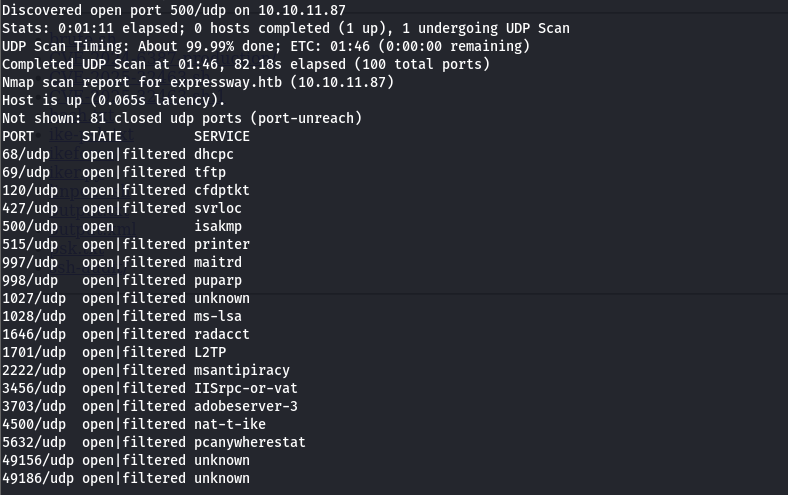 Discovered open port 500/udp on 10.10.11.87
Stats: 0:01:11 elapsed; 0 hosts completed (1 up), 1 undergoing UDP Scan
UDP Scan Timing: About 99.99% done; ETC: 01:46 (0:00:00 remaining)
Completed UDP Scan at 01:46, 82.18s elapsed (100 total ports)
Nmap scan report for expressway.htb (10.10.11.87)
Host is up (0.065s latency).
Not shown: 81 closed udp ports (port-unreach)
PORT      STATE         SERVICE
68/udp    open|filtered dhcpc
69/udp    open|filtered tftp
120/udp   open|filtered cfdptkt
427/udp   open|filtered svrloc
500/udp   open          isakmp
515/udp   open|filtered printer
997/udp   open|filtered maitrd
998/udp   open|filtered puparp
1027/udp  open|filtered unknown
1028/udp  open|filtered ms-lsa
1646/udp  open|filtered radacct
1701/udp  open|filtered L2TP
2222/udp  open|filtered msantipiracy
3456/udp  open|filtered IISrpc-or-vat
3703/udp  open|filtered adobeserver-3
4500/udp  open|filtered nat-t-ike
5632/udp  open|filtered pcanywherestat
49156/udp open|filtered unknown
49186/udp open|filtered unknown